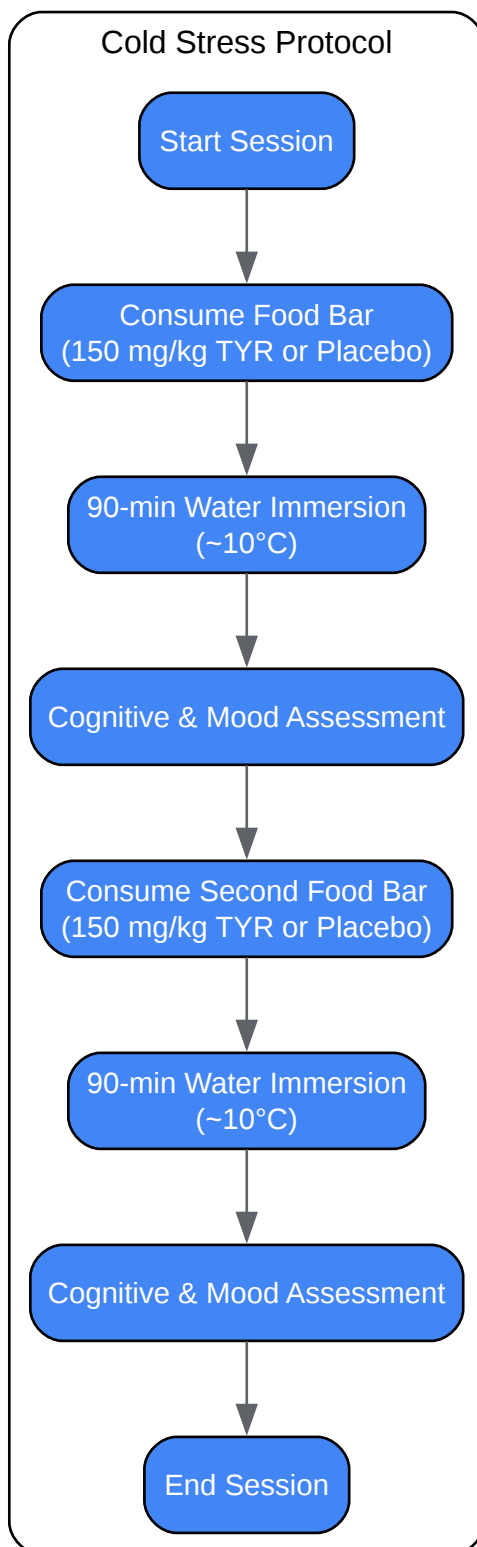 Cold Stress Protocol
Start Session
Consume Food Bar
(150 mg/kg TYR or Placebo)
90-min Water Immersion
(~10°C)
Cognitive & Mood Assessment
Consume Second Food Bar
(150 mg/kg TYR or Placebo)
90-min Water Immersion
(~10°C)
Cognitive & Mood Assessment
End Session